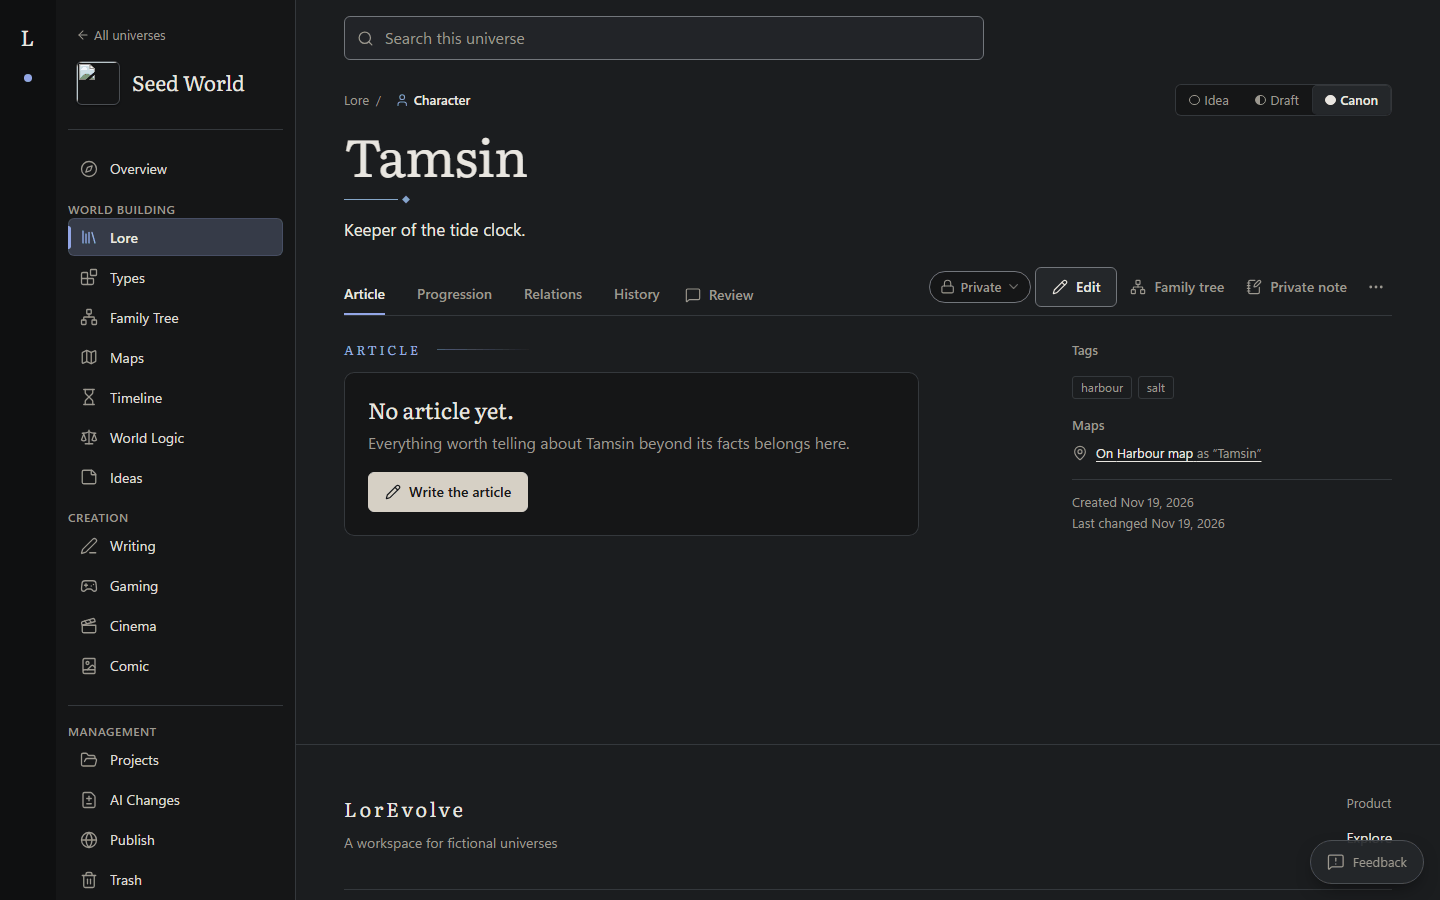 L
All universes
Seed World
Overview
WORLD BUILDING
Lore
Types
Family Tree
Maps
Timeline
World Logic
Ideas
CREATION
Writing
Gaming
Cinema
Comic
MANAGEMENT
Projects
AI Changes
Publish
Trash
Search this universe
Lore / Character
Idea Draft Canon
Tamsin
Keeper of the tide clock.
Article Progression Relations History Review
Private Edit Family tree Private note
ARTICLE
No article yet.
Everything worth telling about Tamsin beyond its facts belongs here.
Write the article
Tags
harbour salt
Maps
On Harbour map as “Tamsin”
Created Nov 19, 2026
Last changed Nov 19, 2026
LorEvolve
A workspace for fictional universes
Product
Explore
Feedback